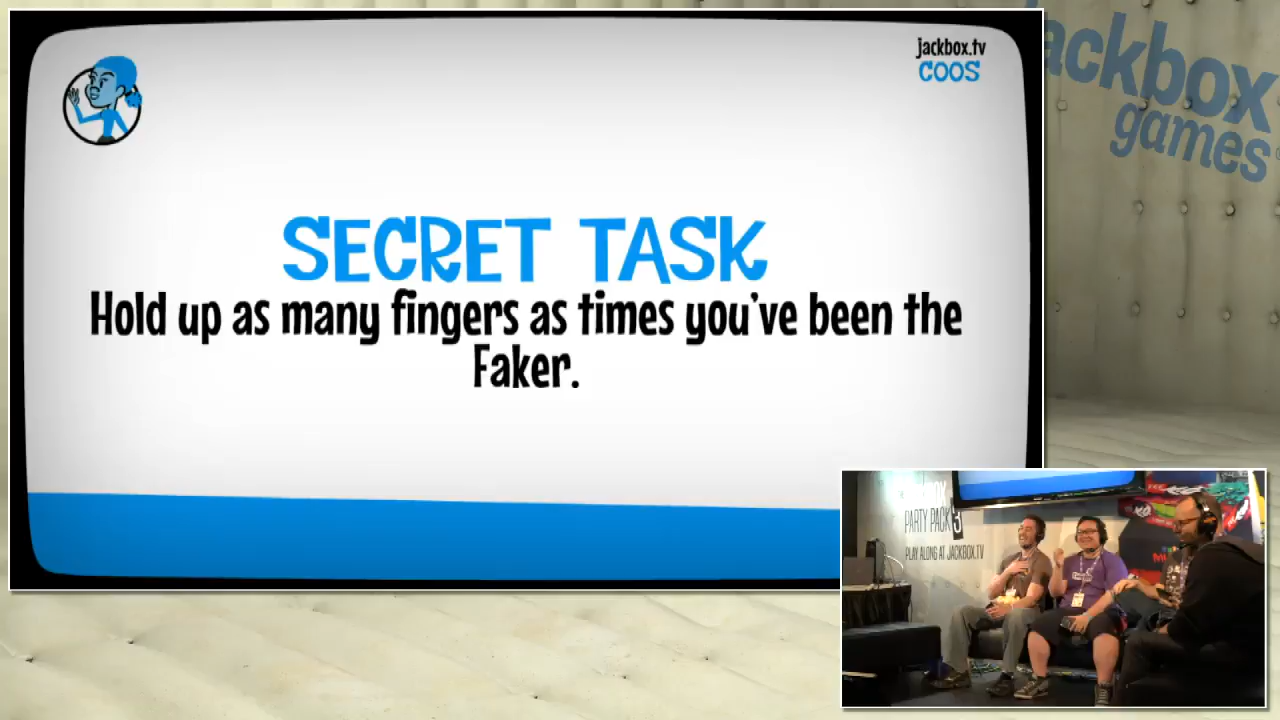 jackbox.tv
COOS
jackbox
games
SECRET TASK
Hold up as many fingers as times you've been the
Faker.
PARTY PACK 3
PLAY ALONG AT JACKBOX.TV